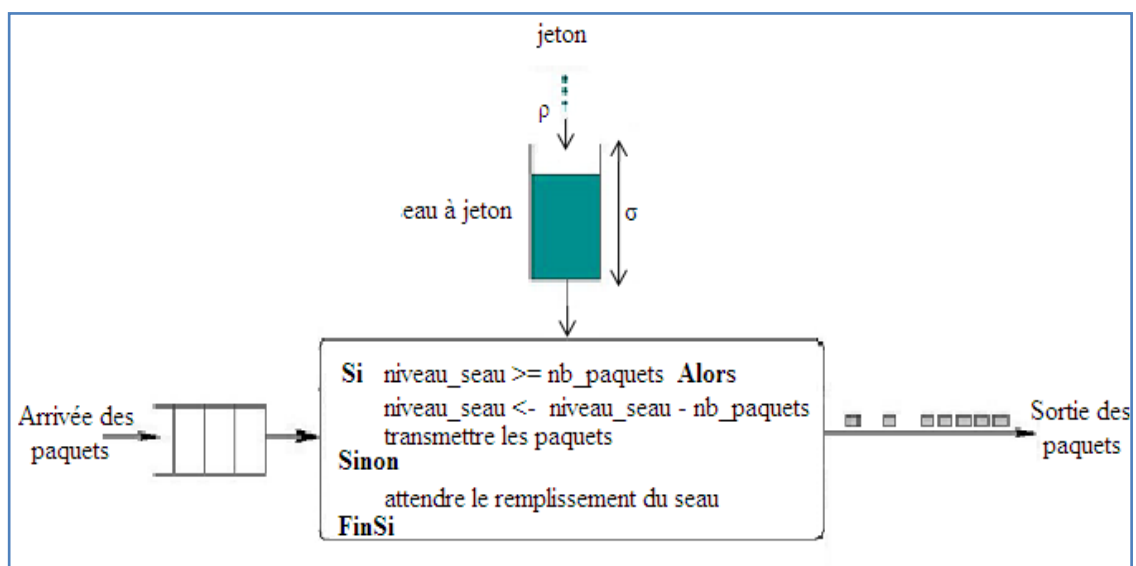 jeton
ρ
eau à jeton
σ
Si niveau_seau >= nb_paquets Alors
niveau_seau <- niveau_seau - nb_paquets
transmettre les paquets
Sinon
attendre le remplissement du seau
FinSi
Arrivée des
paquets
Sortie des
paquets